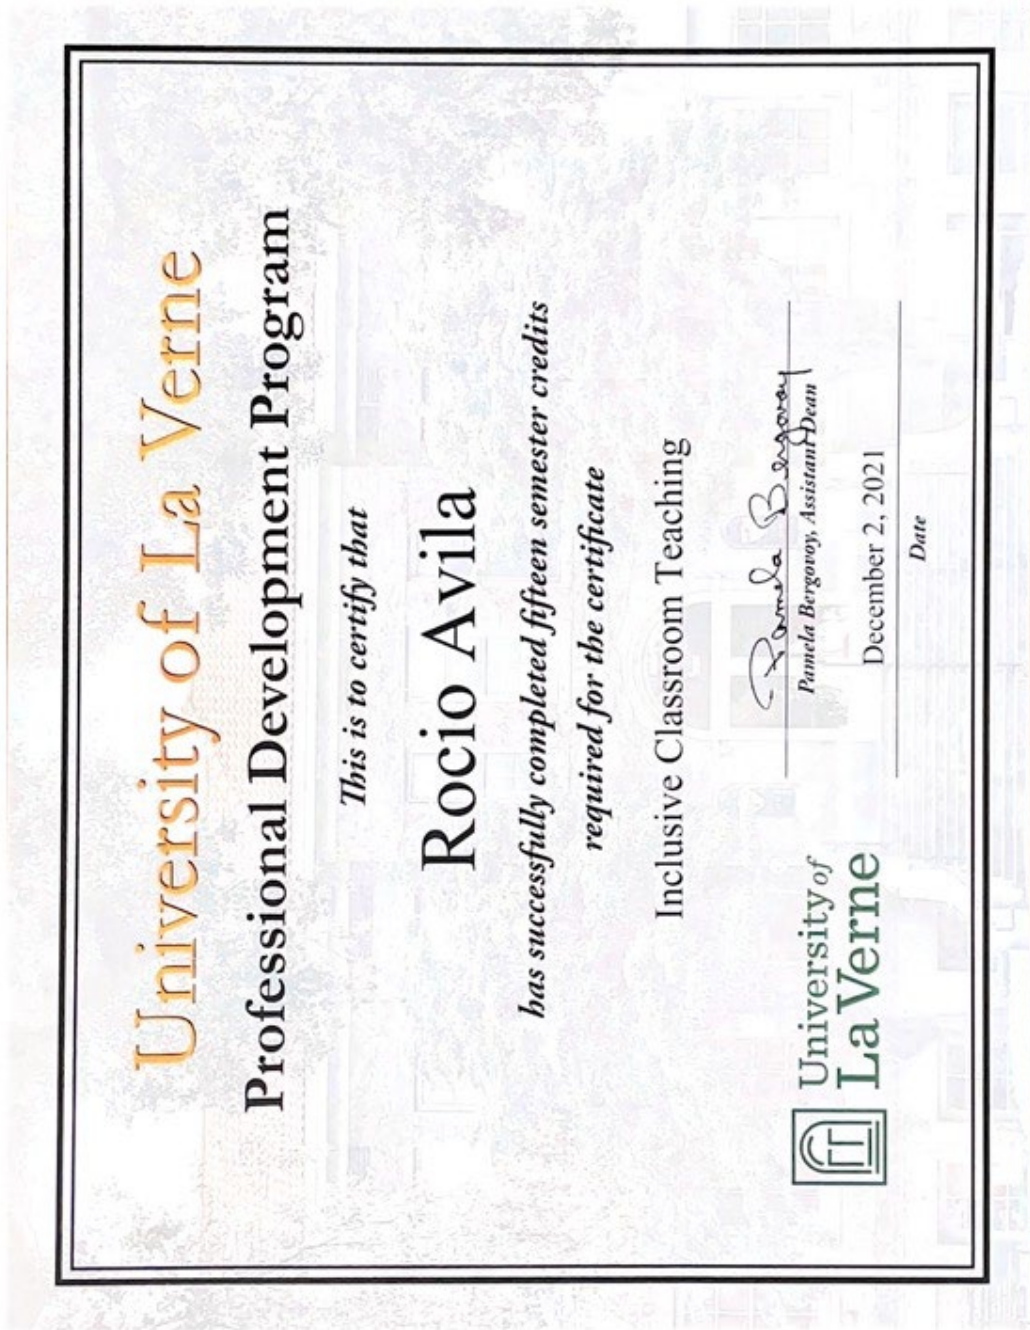 University of La Verne
Professional Development Program
This is to certify that
Rocio Avila
has successfully completed fifteen semester credits
required for the certificate
Inclusive Classroom Teaching
Pamela Bergovoy
Pamela Bergovoy, Assistant Dean
December 2, 2021
Date
University of
La Verne